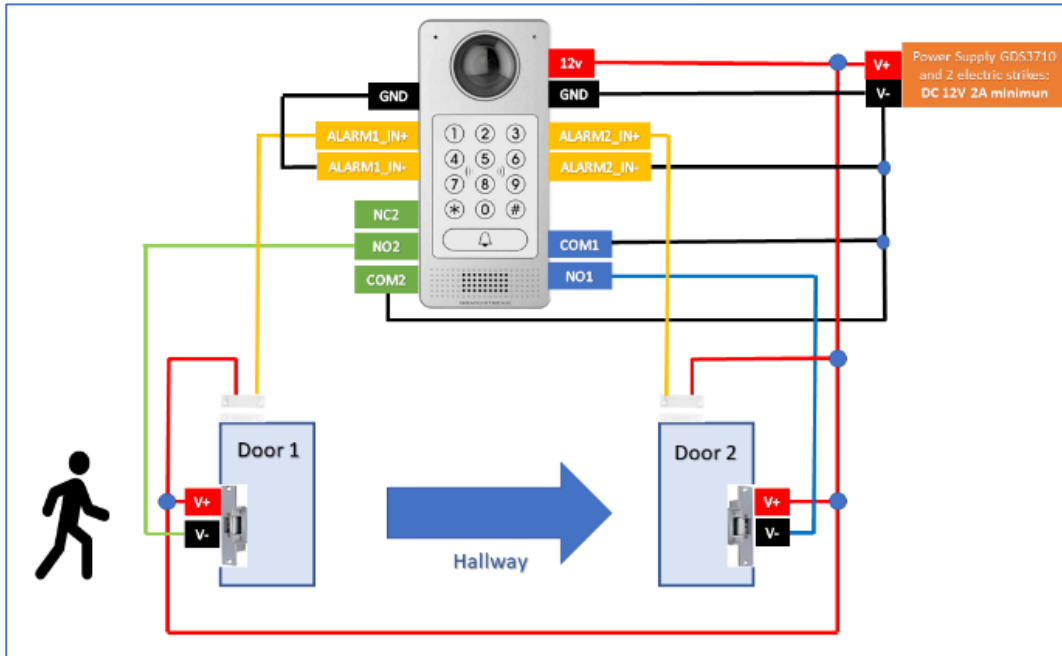 12v
V+
Power Supply GDS3710
and 2 electric strikes:
DC 12V 2A minimun
GND
GND
V-
ALARM1_IN+
1 2 3
ALARM2_IN+
ALARM1_IN-
4 5 6
ALARM2_IN-
7 8 9
NC2
* 0 #
NO2
COM1
COM2
NO1
GRANDSTREAM
Door 1
Door 2
V+
V-
V+
V-
Hallway